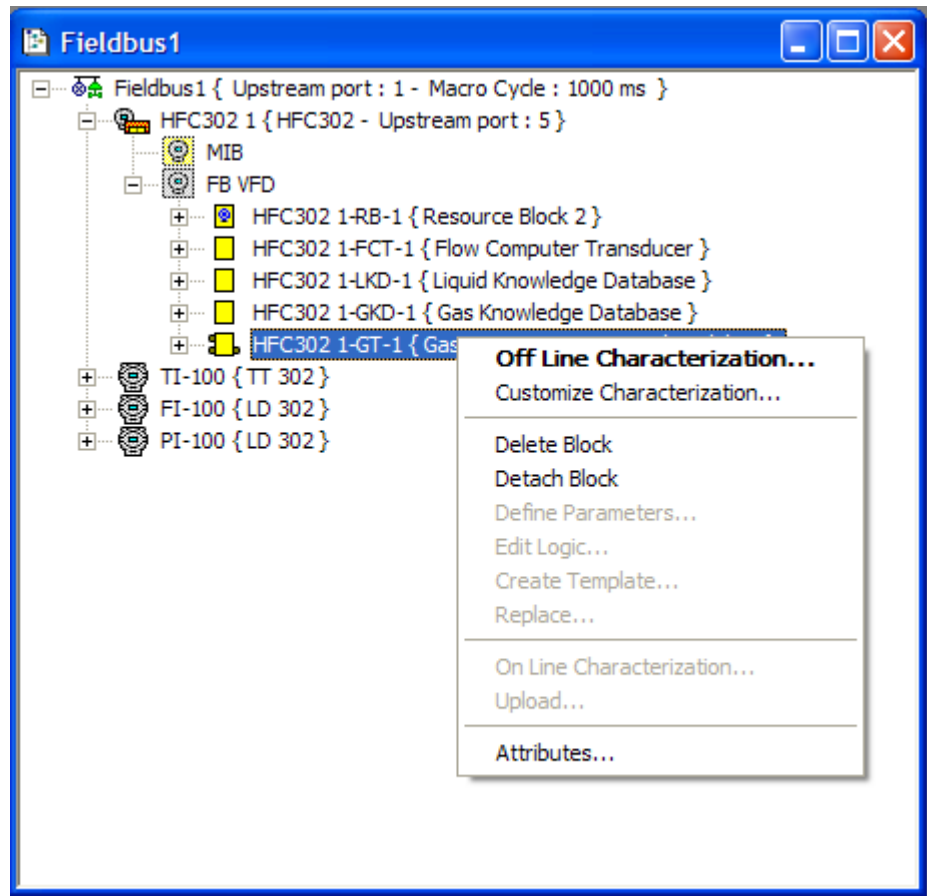 Fieldbus1
Fieldbus1 { Upstream port : 1 - Macro Cycle : 1000 ms }
HFC302 1 { HFC302 - Upstream port : 5 }
MIB
FB VFD
HFC302 1-RB-1 { Resource Block 2 }
HFC302 1-FCT-1 { Flow Computer Transducer }
HFC302 1-LKD-1 { Liquid Knowledge Database }
HFC302 1-GKD-1 { Gas Knowledge Database }
HFC302 1-GT-1 { Gas
TI-100 { TT 302 }
FI-100 { LD 302 }
PI-100 { LD 302 }
Off Line Characterization...
Customize Characterization...
Delete Block
Detach Block
Define Parameters...
Edit Logic...
Create Template...
Replace...
On Line Characterization...
Upload...
Attributes...